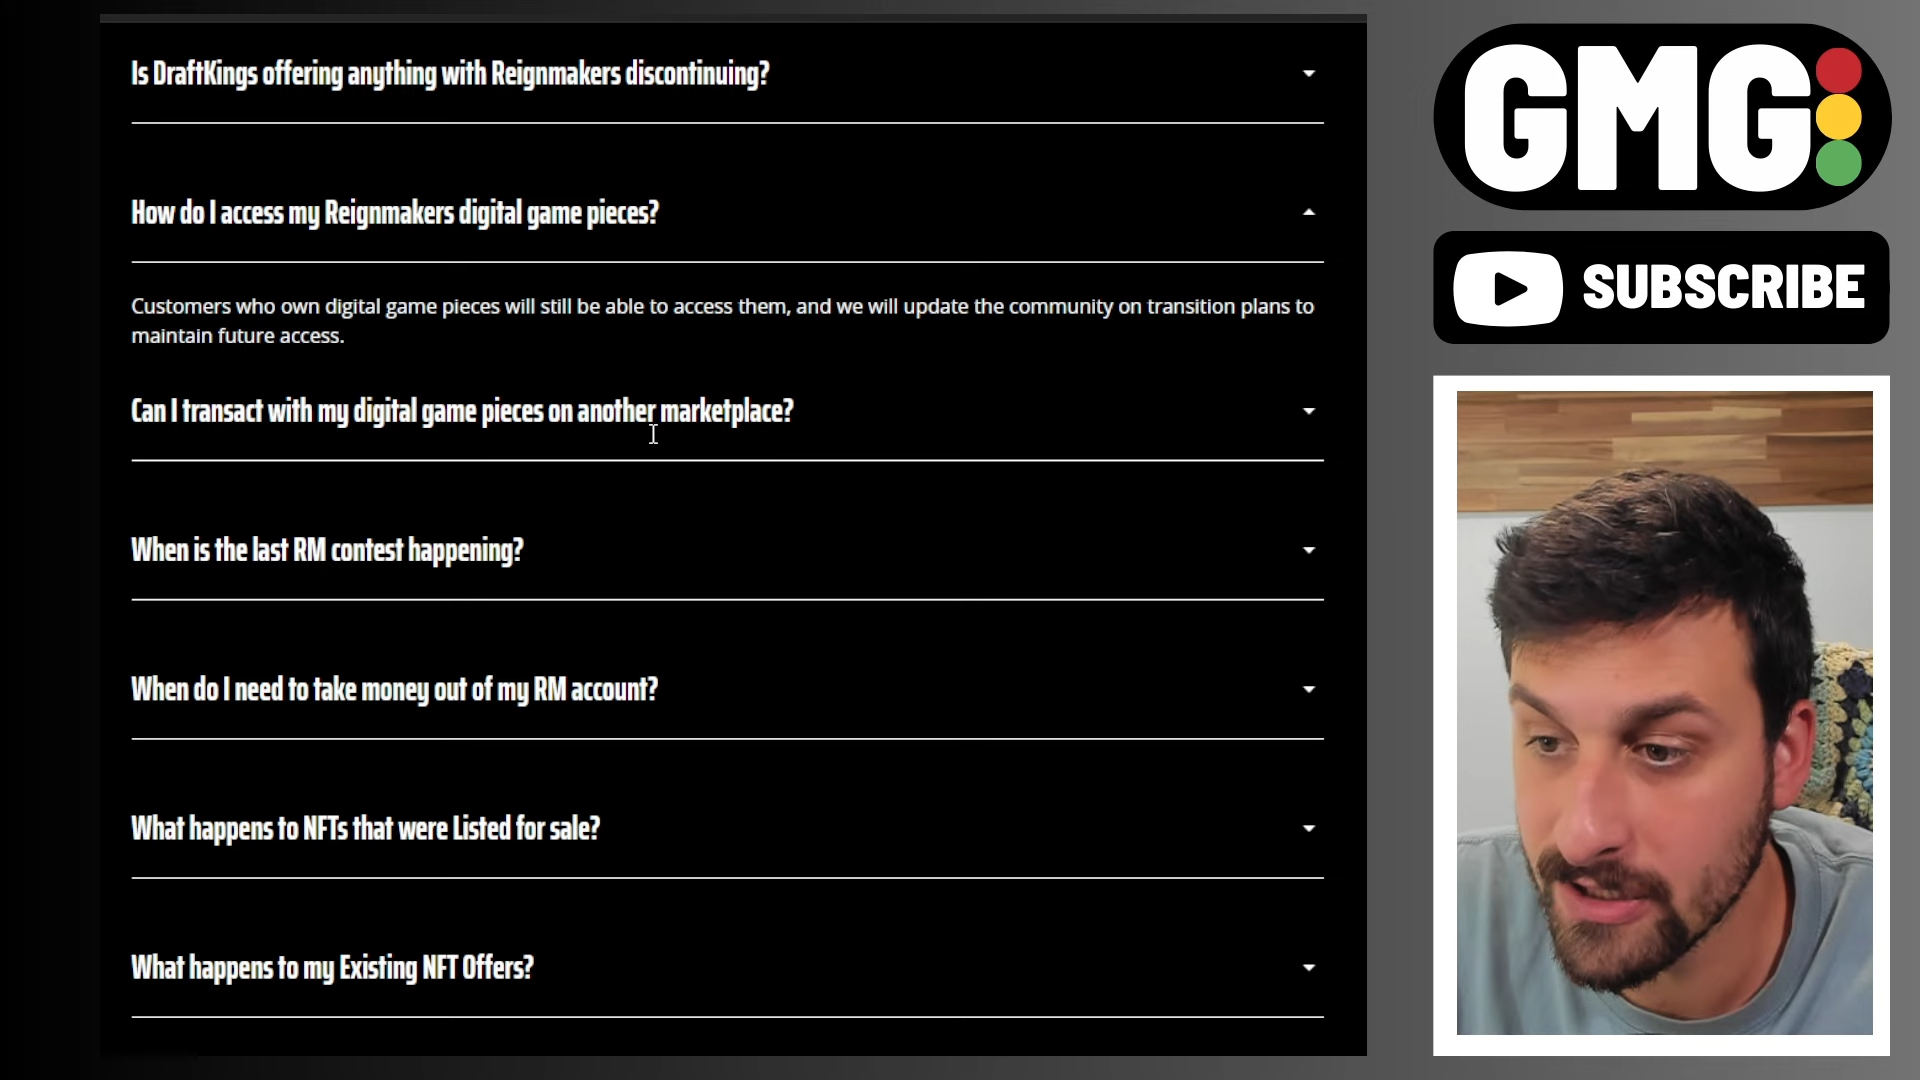 Is DraftKings offering anything with Reignmakers discontinuing?
How do I access my Reignmakers digital game pieces?
Customers who own digital game pieces will still be able to access them, and we will update the community on transition plans to
maintain future access.
Can I transact with my digital game pieces on another marketplace?
When is the last RM contest happening?
When do I need to take money out of my RM account?
What happens to NFTs that were Listed for sale?
What happens to my Existing NFT Offers?
GMG
SUBSCRIBE